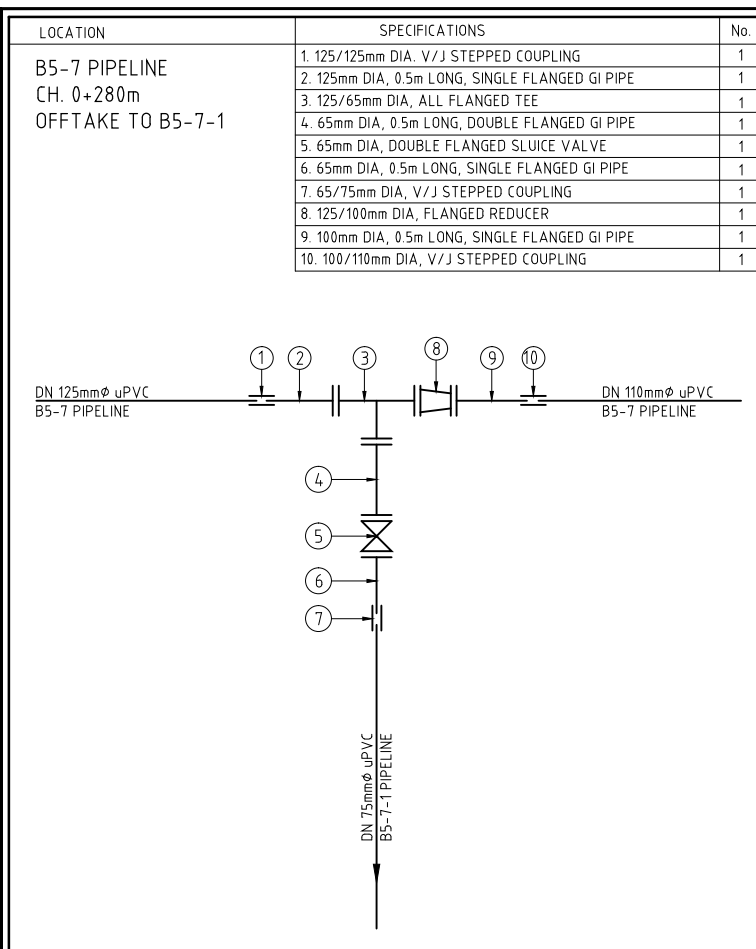 LOCATION
SPECIFICATIONS
No.
B5-7 PIPELINE
CH. 0+280m
OFFTAKE TO B5-7-1
1. 125/125mm DIA. V/J STEPPED COUPLING 1
2. 125mm DIA, 0.5m LONG, SINGLE FLANGED GI PIPE 1
3. 125/65mm DIA, ALL FLANGED TEE 1
4. 65mm DIA, 0.5m LONG, DOUBLE FLANGED GI PIPE 1
5. 65mm DIA, DOUBLE FLANGED SLUICE VALVE 1
6. 65mm DIA, 0.5m LONG, SINGLE FLANGED GI PIPE 1
7. 65/75mm DIA, V/J STEPPED COUPLING 1
8. 125/100mm DIA, FLANGED REDUCER 1
9. 100mm DIA, 0.5m LONG, SINGLE FLANGED GI PIPE 1
10. 100/110mm DIA, V/J STEPPED COUPLING 1
1
2
3
8
9
10
DN 125mmø uPVC
B5-7 PIPELINE
DN 110mmø uPVC
B5-7 PIPELINE
4
5
6
7
DN 75mmø uPVC
B5-7-1 PIPELINE